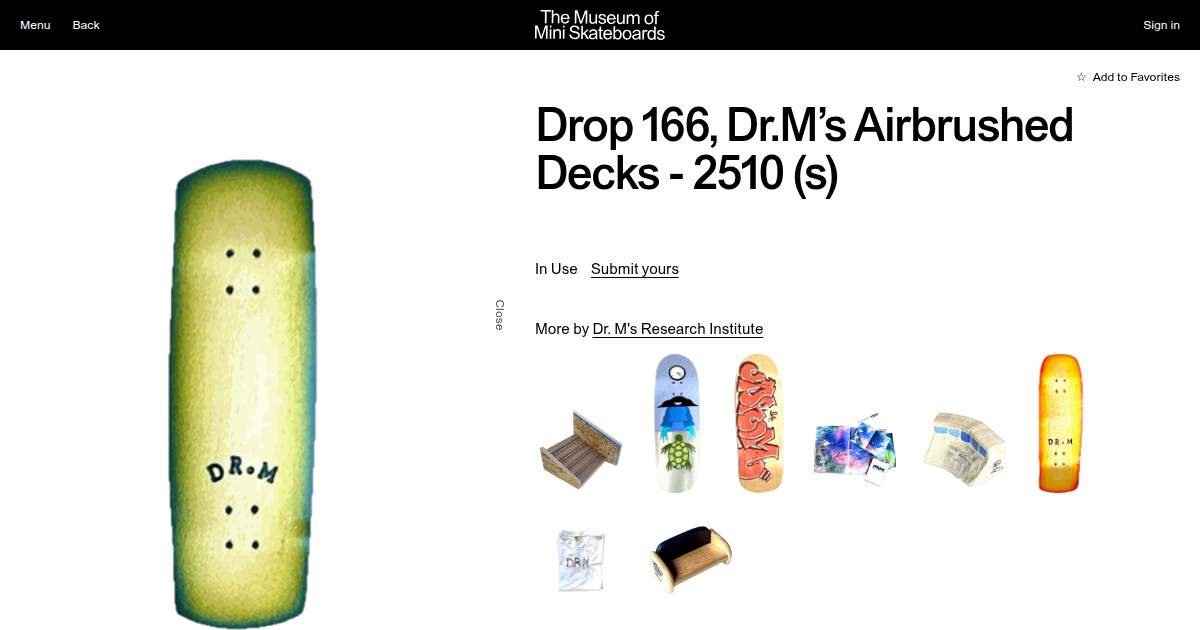 Menu
Back
The Museum of
Mini Skateboards
Sign in
☆ Add to Favorites
Drop 166, Dr.M’s Airbrushed
Decks - 2510 (s)
In Use
Submit yours
Close
More by Dr. M's Research Institute
DR•M
DR•M
DRM